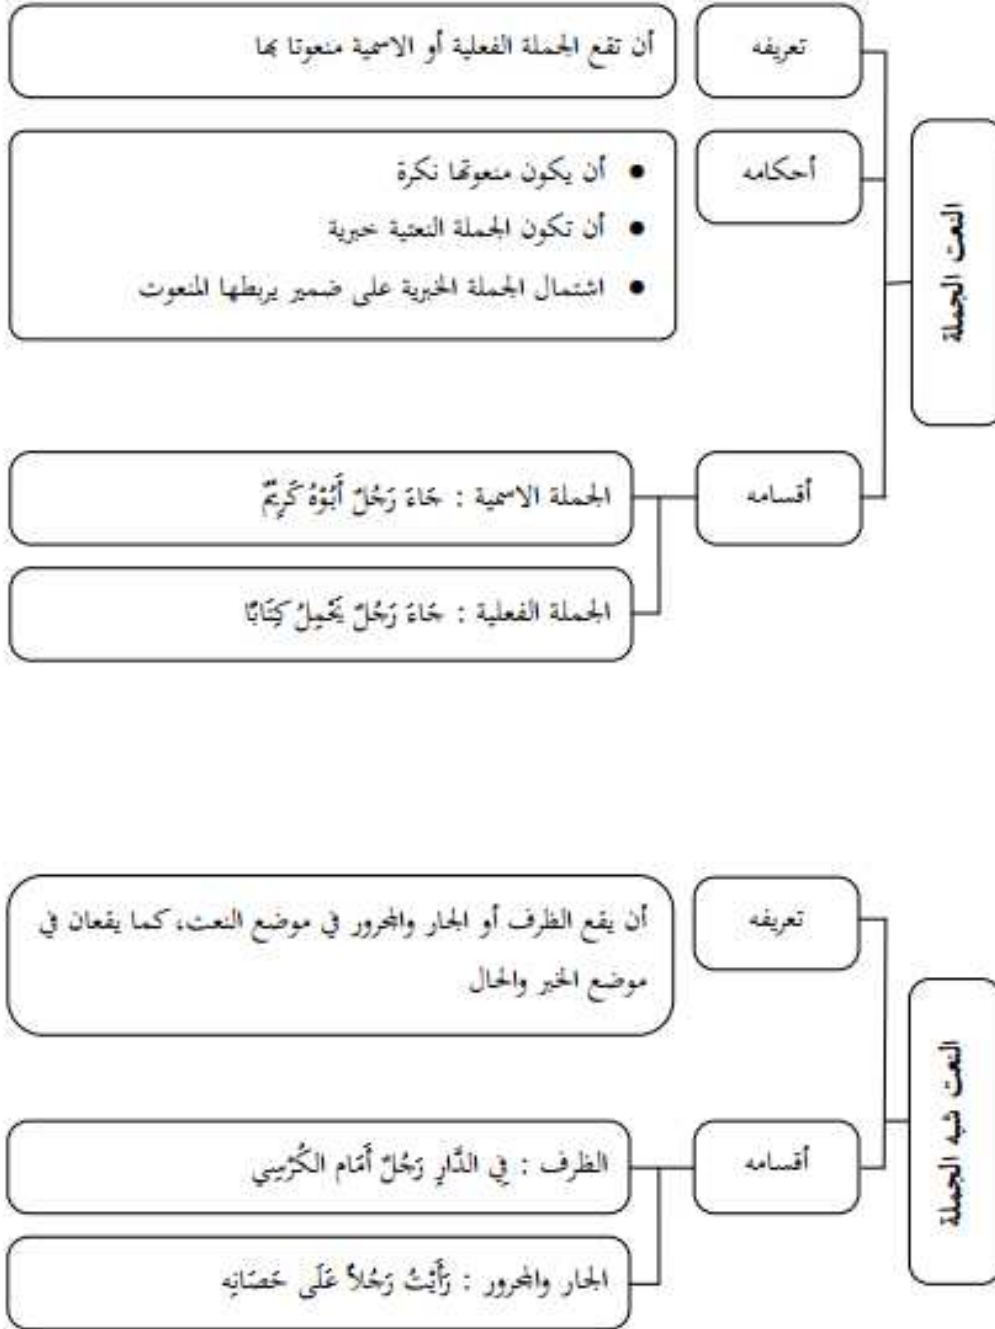 النعت الجملة
تعريفه
أن تقع الجملة الفعلية أو الاسمية منعوتا بها
أحكامه
• أن يكون منعوتها نكرة
• أن تكون الجملة النعتية خبرية
• اشتمال الجملة الخبرية على ضمير يربطها المنعوت
أقسامه
الجملة الاسمية : جَاءَ رَجُلٌ أَبُوْهُ كَرِيْمٌ
الجملة الفعلية : جَاءَ رَجُلٌ يَحْمِلُ كِتَابًا
النعت شبه الجملة
تعريفه
أن يقع الظرف أو الجار والمجرور في موضع النعت، كما يقعان في
موضع الخبر والحال
أقسامه
الظرف : فِي الدَّارِ رَجُلٌ أَمَام الكُرْسِي
الجار والمجرور : رَأَيْتُ رَجُلاً عَلَى حَصَانِه